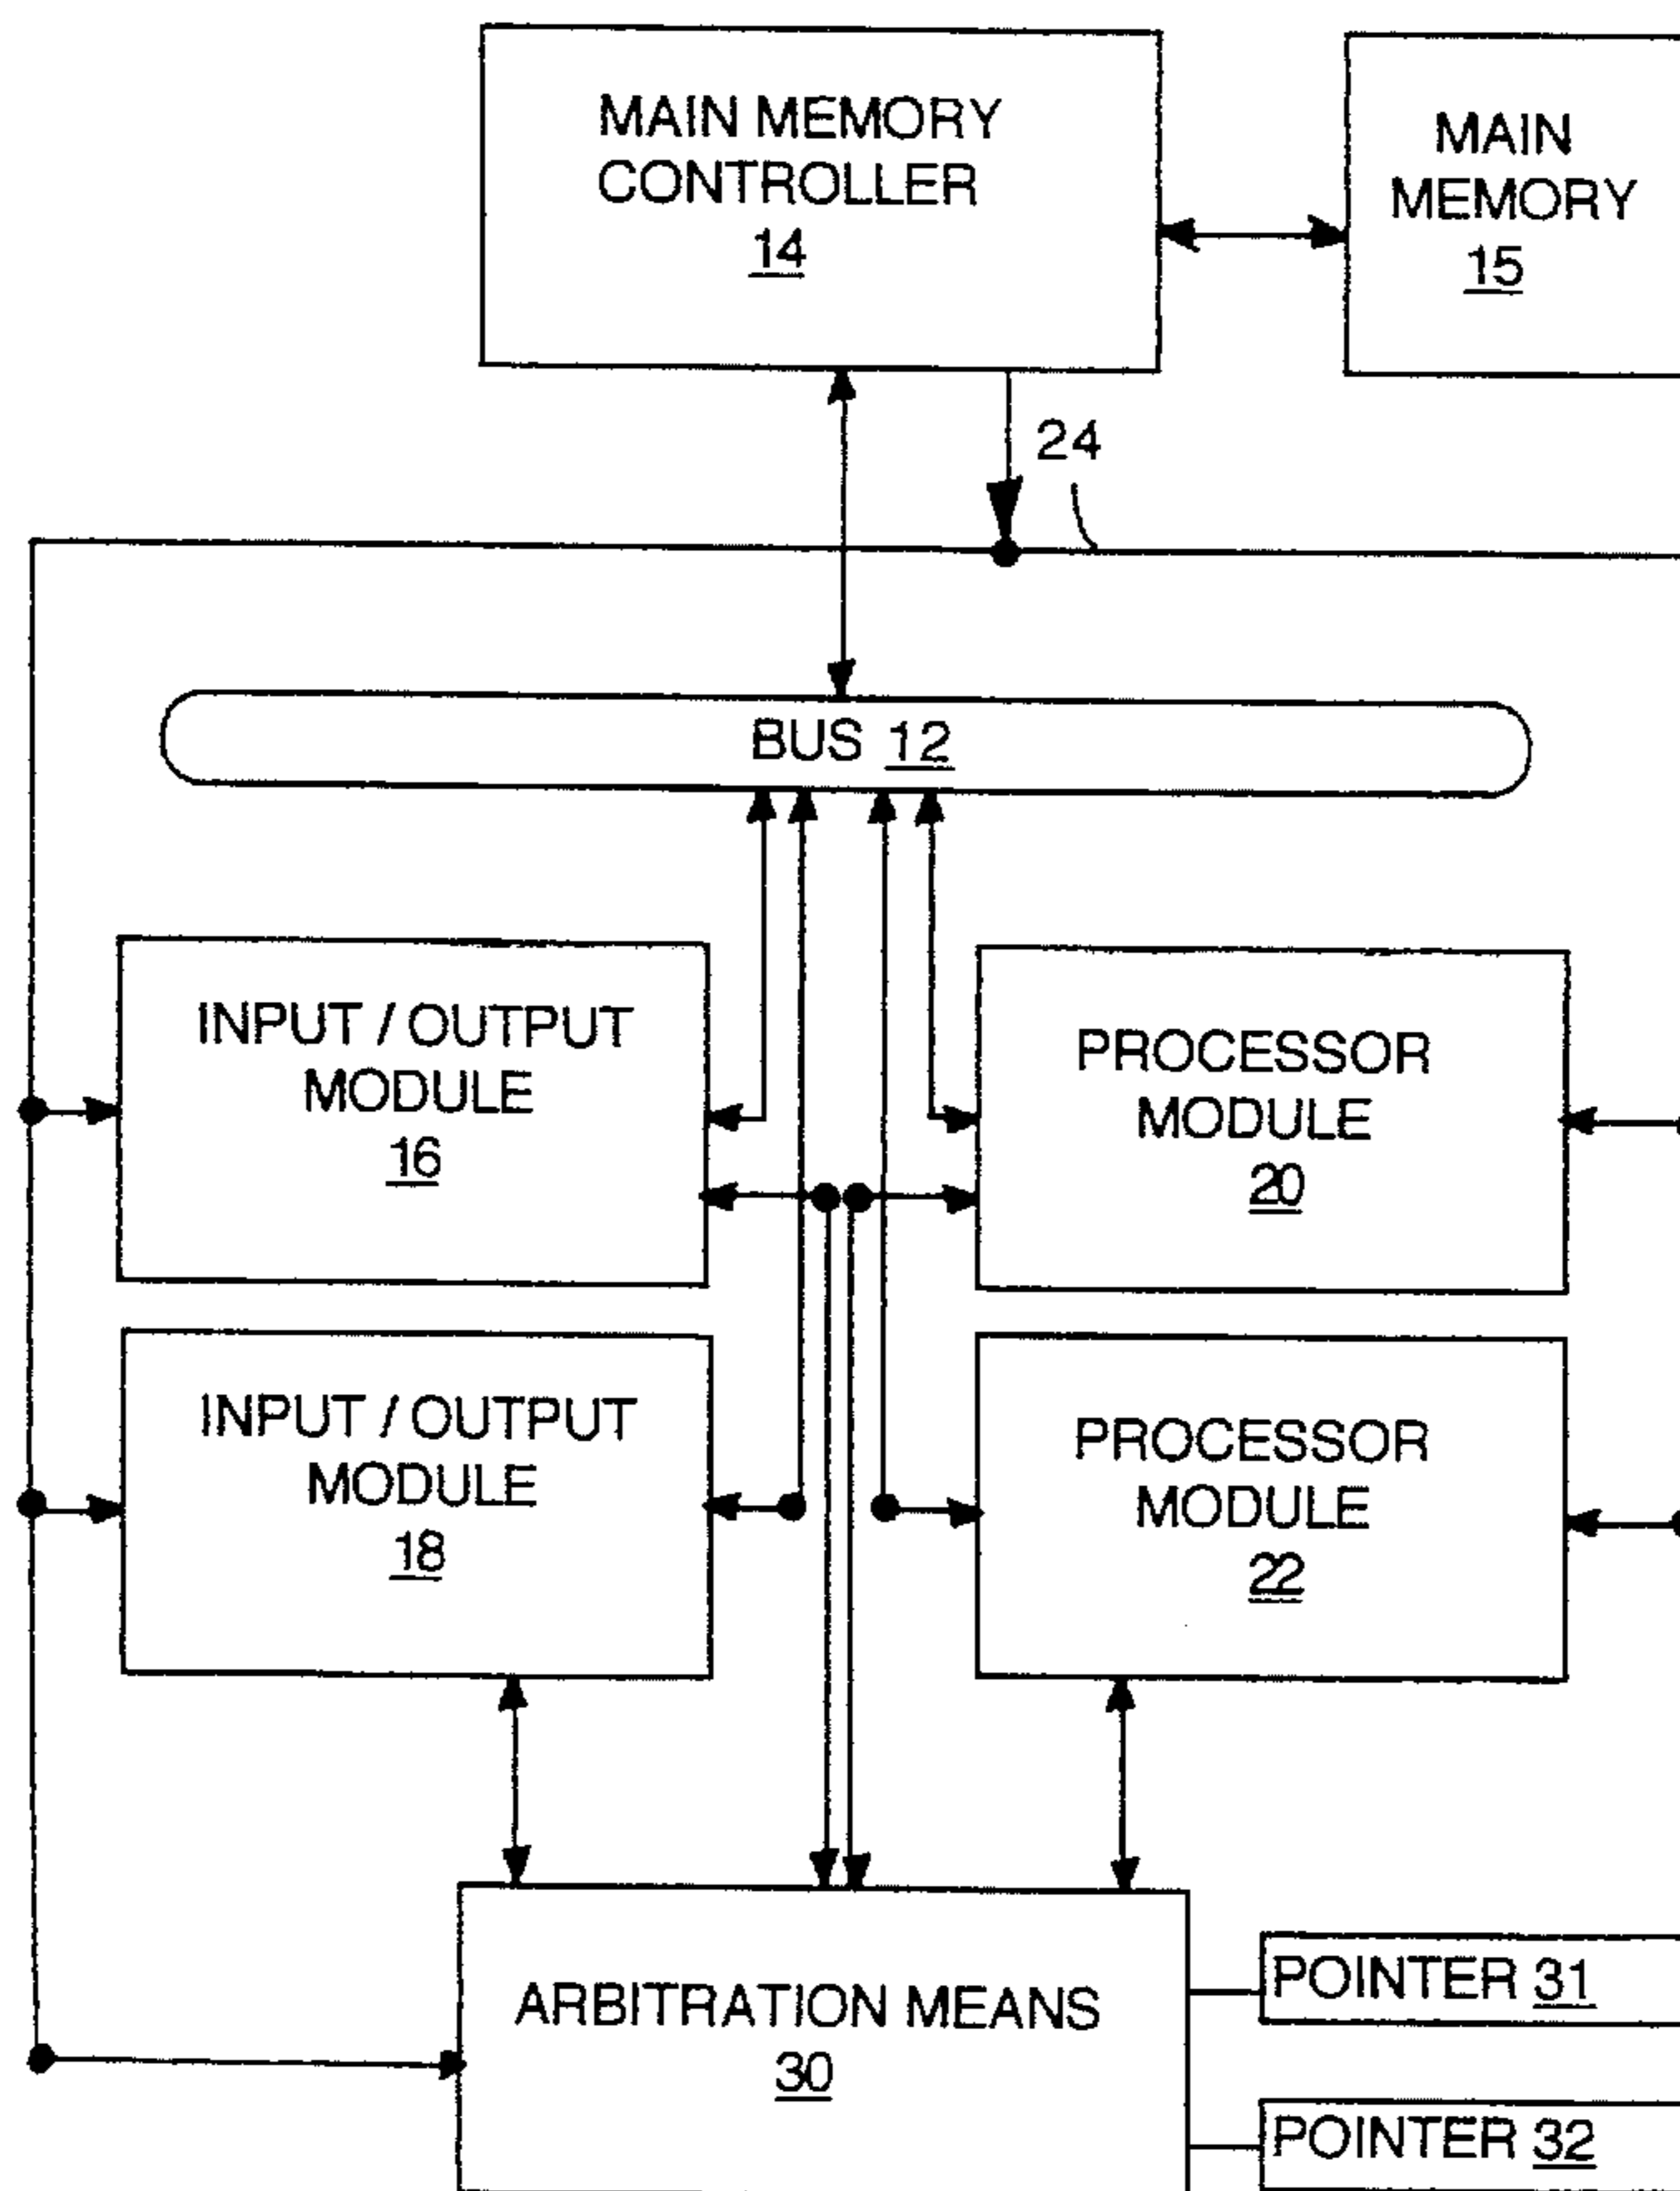 MAIN MEMORY
CONTROLLER
14
MAIN
MEMORY
15
24
BUS 12
INPUT / OUTPUT
MODULE
16
PROCESSOR
MODULE
20
INPUT / OUTPUT
MODULE
18
PROCESSOR
MODULE
22
ARBITRATION MEANS
30
POINTER 31
POINTER 32